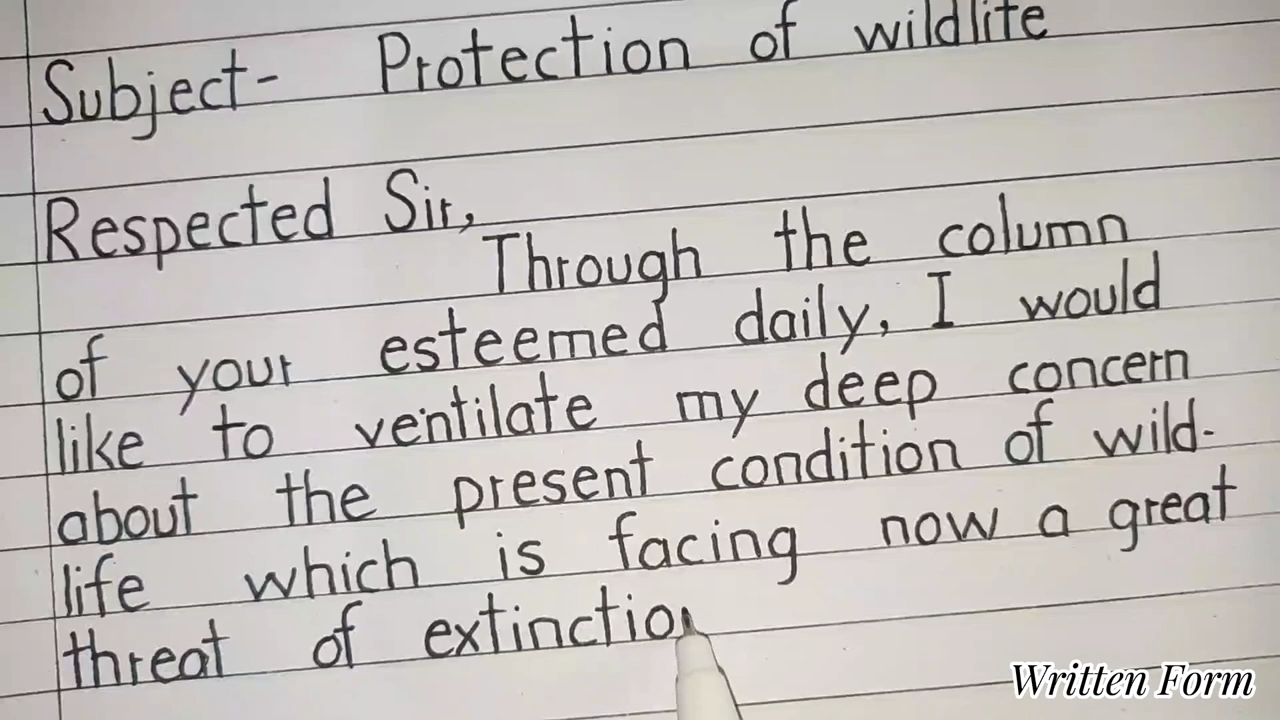 Subject- Protection of wildlife
Respected Sir,
Through the column
of your esteemed daily, I would
like to ventilate my deep concern
about the present condition of wild-
life which is facing now a great
threat of extinction
Written Form